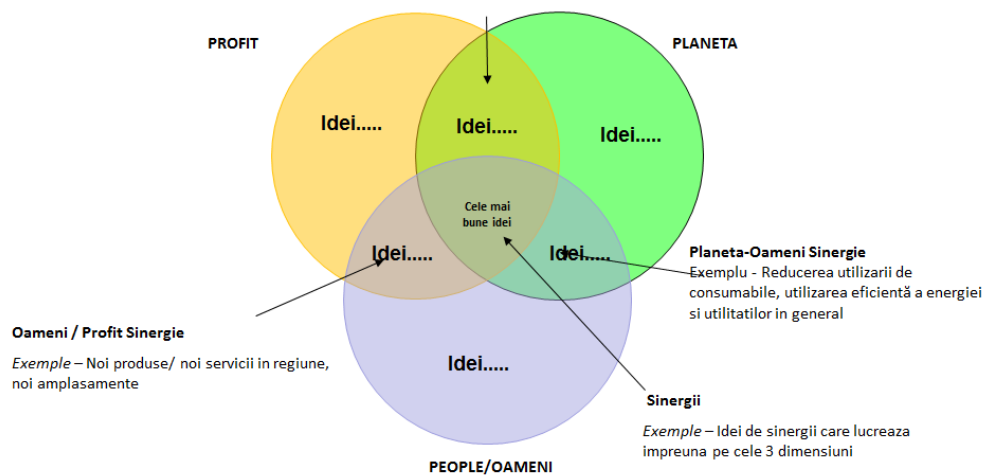 PROFIT
PLANETA
Idei.....
Idei.....
Idei.....
Cele mai
bune idei
Idei.....
Idei.....
Planeta-Oameni Sinergie
Exemplu - Reducerea utilizarii de
consumabile, utilizarea eficientă a energiei
si utilitatilor in general
Oameni / Profit Sinergie
Exemple – Noi produse/ noi servicii in regiune,
noi amplasamente
Idei.....
Sinergii
Exemple – Idei de sinergii care lucreaza
impreuna pe cele 3 dimensiuni
PEOPLE/OAMENI